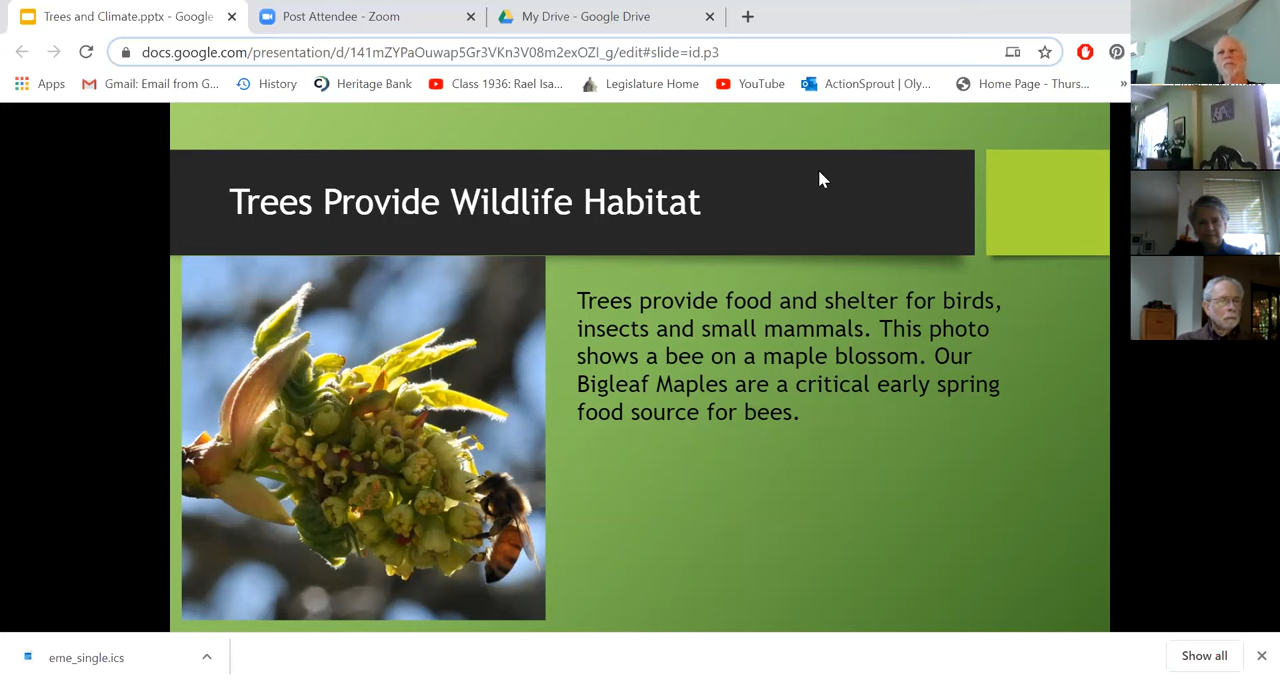 Trees and Climate.pptx - Google
Post Attendee - Zoom
My Drive - Google Drive
docs.google.com/presentation/d/141mZYPaOuwap5Gr3VKn3V08m2exOZI_g/edit#slide=id.p3
Apps
Gmail: Email from G...
History
Heritage Bank
Class 1936: Rael Isa...
Legislature Home
YouTube
ActionSprout | Oly...
Home Page - Thurs...
»
Trees Provide Wildlife Habitat
Trees provide food and shelter for birds,
insects and small mammals. This photo
shows a bee on a maple blossom. Our
Bigleaf Maples are a critical early spring
food source for bees.
eme_single.ics
Show all